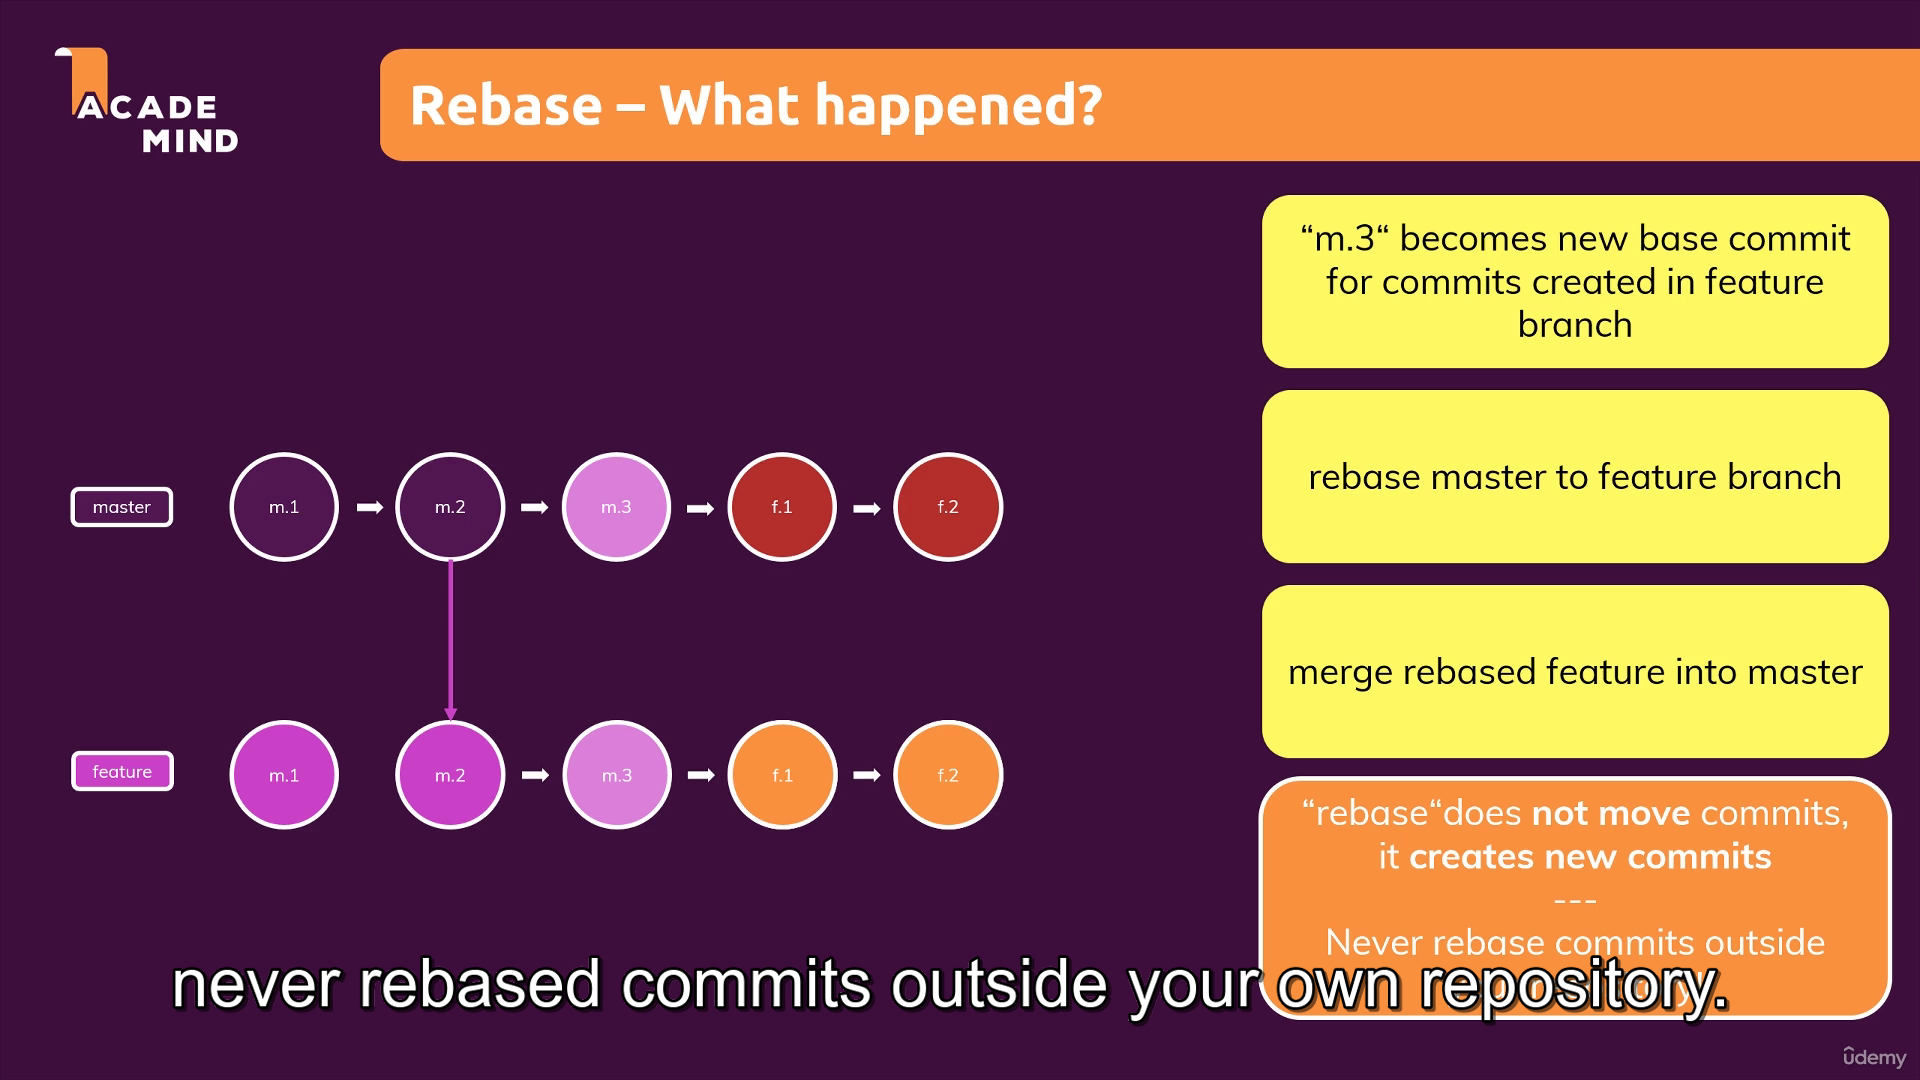 ACADE
MIND
Rebase – What happened?
“m.3“ becomes new base commit
for commits created in feature
branch
rebase master to feature branch
merge rebased feature into master
master
m.1
m.2
m.3
f.1
f.2
feature
m.1
m.2
m.3
f.1
f.2
“rebase“does not move commits,
it creates new commits
---
Never rebase commits outside
never rebased commits outside your own repository.
udemy